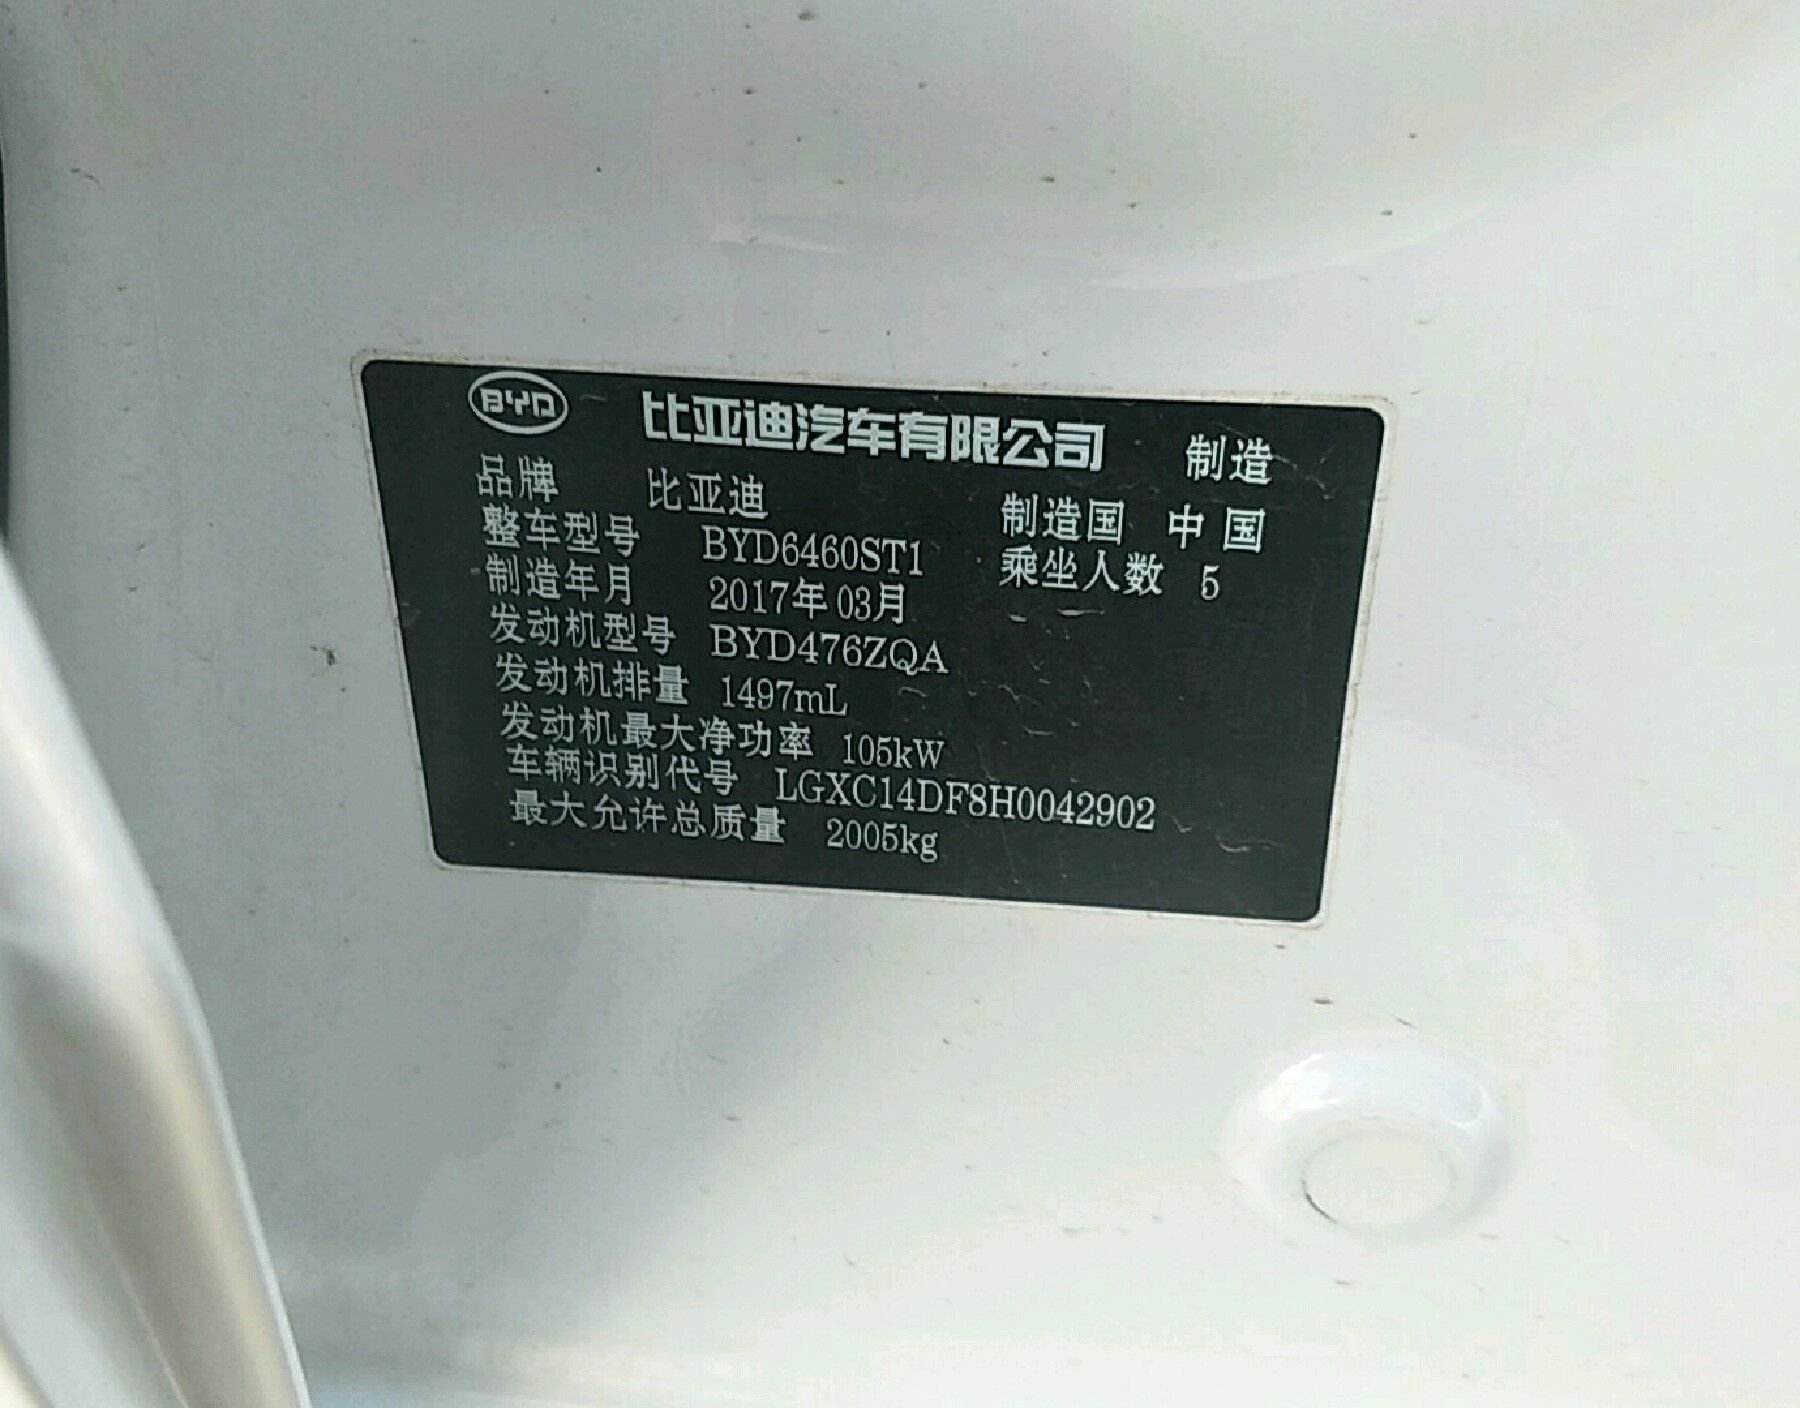 BYD 比亚迪汽车有限公司 制造
品牌 比亚迪 制造国 中国
整车型号 BYD6460ST1 乘坐人数 5
制造年月 2017年03月
发动机型号 BYD476ZQA
发动机排量 1497mL
发动机最大净功率 105kW
车辆识别代号 LGXC14DF8H0042902
最大允许总质量 2005kg